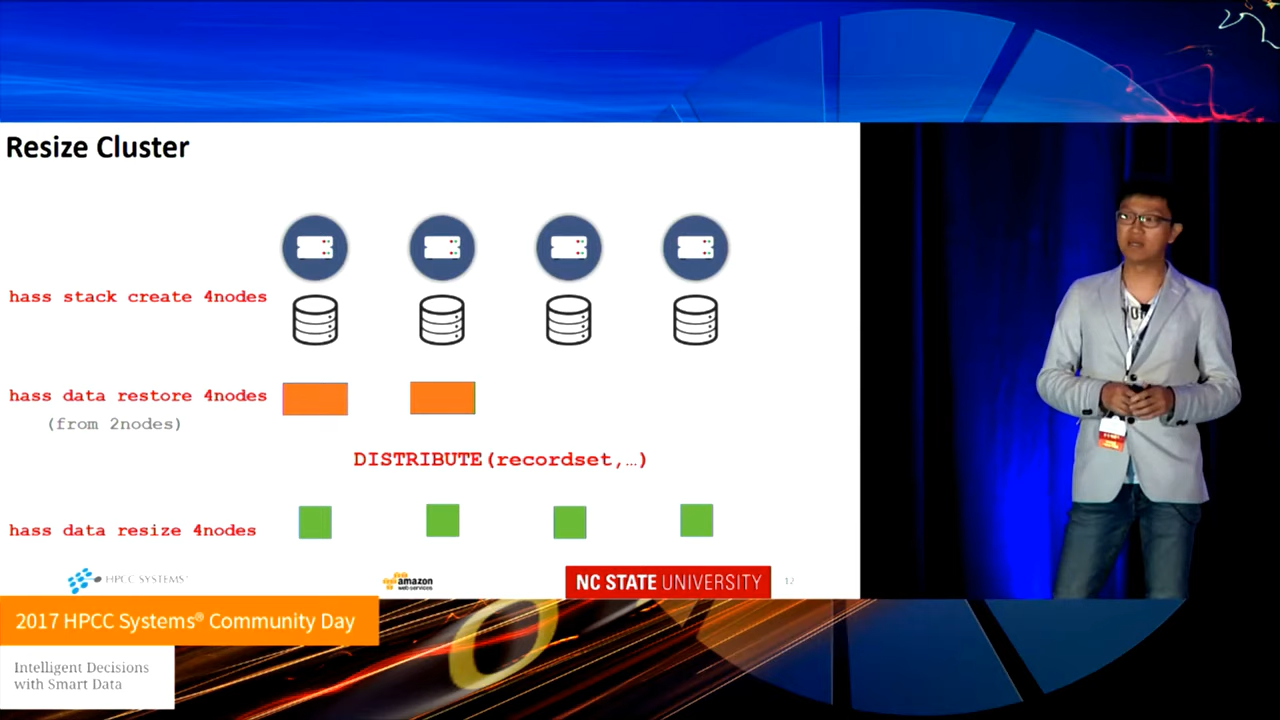 Resize Cluster
hass stack create 4nodes
hass data restore 4nodes
(from 2nodes)
DISTRIBUTE(recordset,…)
hass data resize 4nodes
HPCC SYSTEMS®
amazon
web services
NC STATE UNIVERSITY
2017 HPCC Systems® Community Day
Intelligent Decisions
with Smart Data